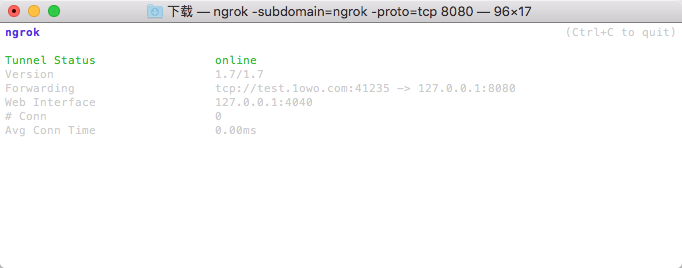 下载 — ngrok -subdomain=ngrok -proto=tcp 8080 — 96×17
ngrok (Ctrl+C to quit)
Tunnel Status online
Version 1.7/1.7
Forwarding tcp://test.1owo.com:41235 -> 127.0.0.1:8080
Web Interface 127.0.0.1:4040
# Conn 0
Avg Conn Time 0.00ms